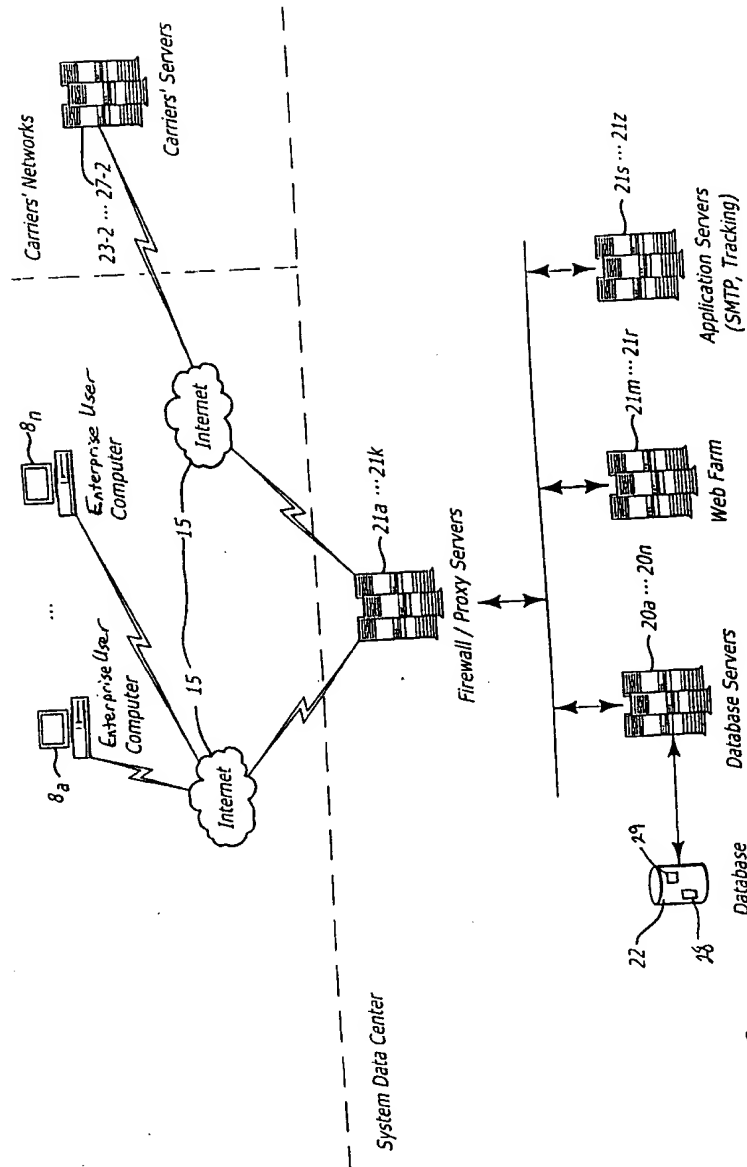 Carriers' Networks
23-2 ... 27-2
Carriers' Servers
8n
Enterprise User
Computer
...
8a
Enterprise User
Computer
Internet
15
15
Internet
System Data Center
21a ... 21k
Firewall / Proxy Servers
22
29
28
Database
20a ... 20n
Database Servers
21m ... 21r
Web Farm
21s ... 21z
Application Servers
(SMTP, Tracking)